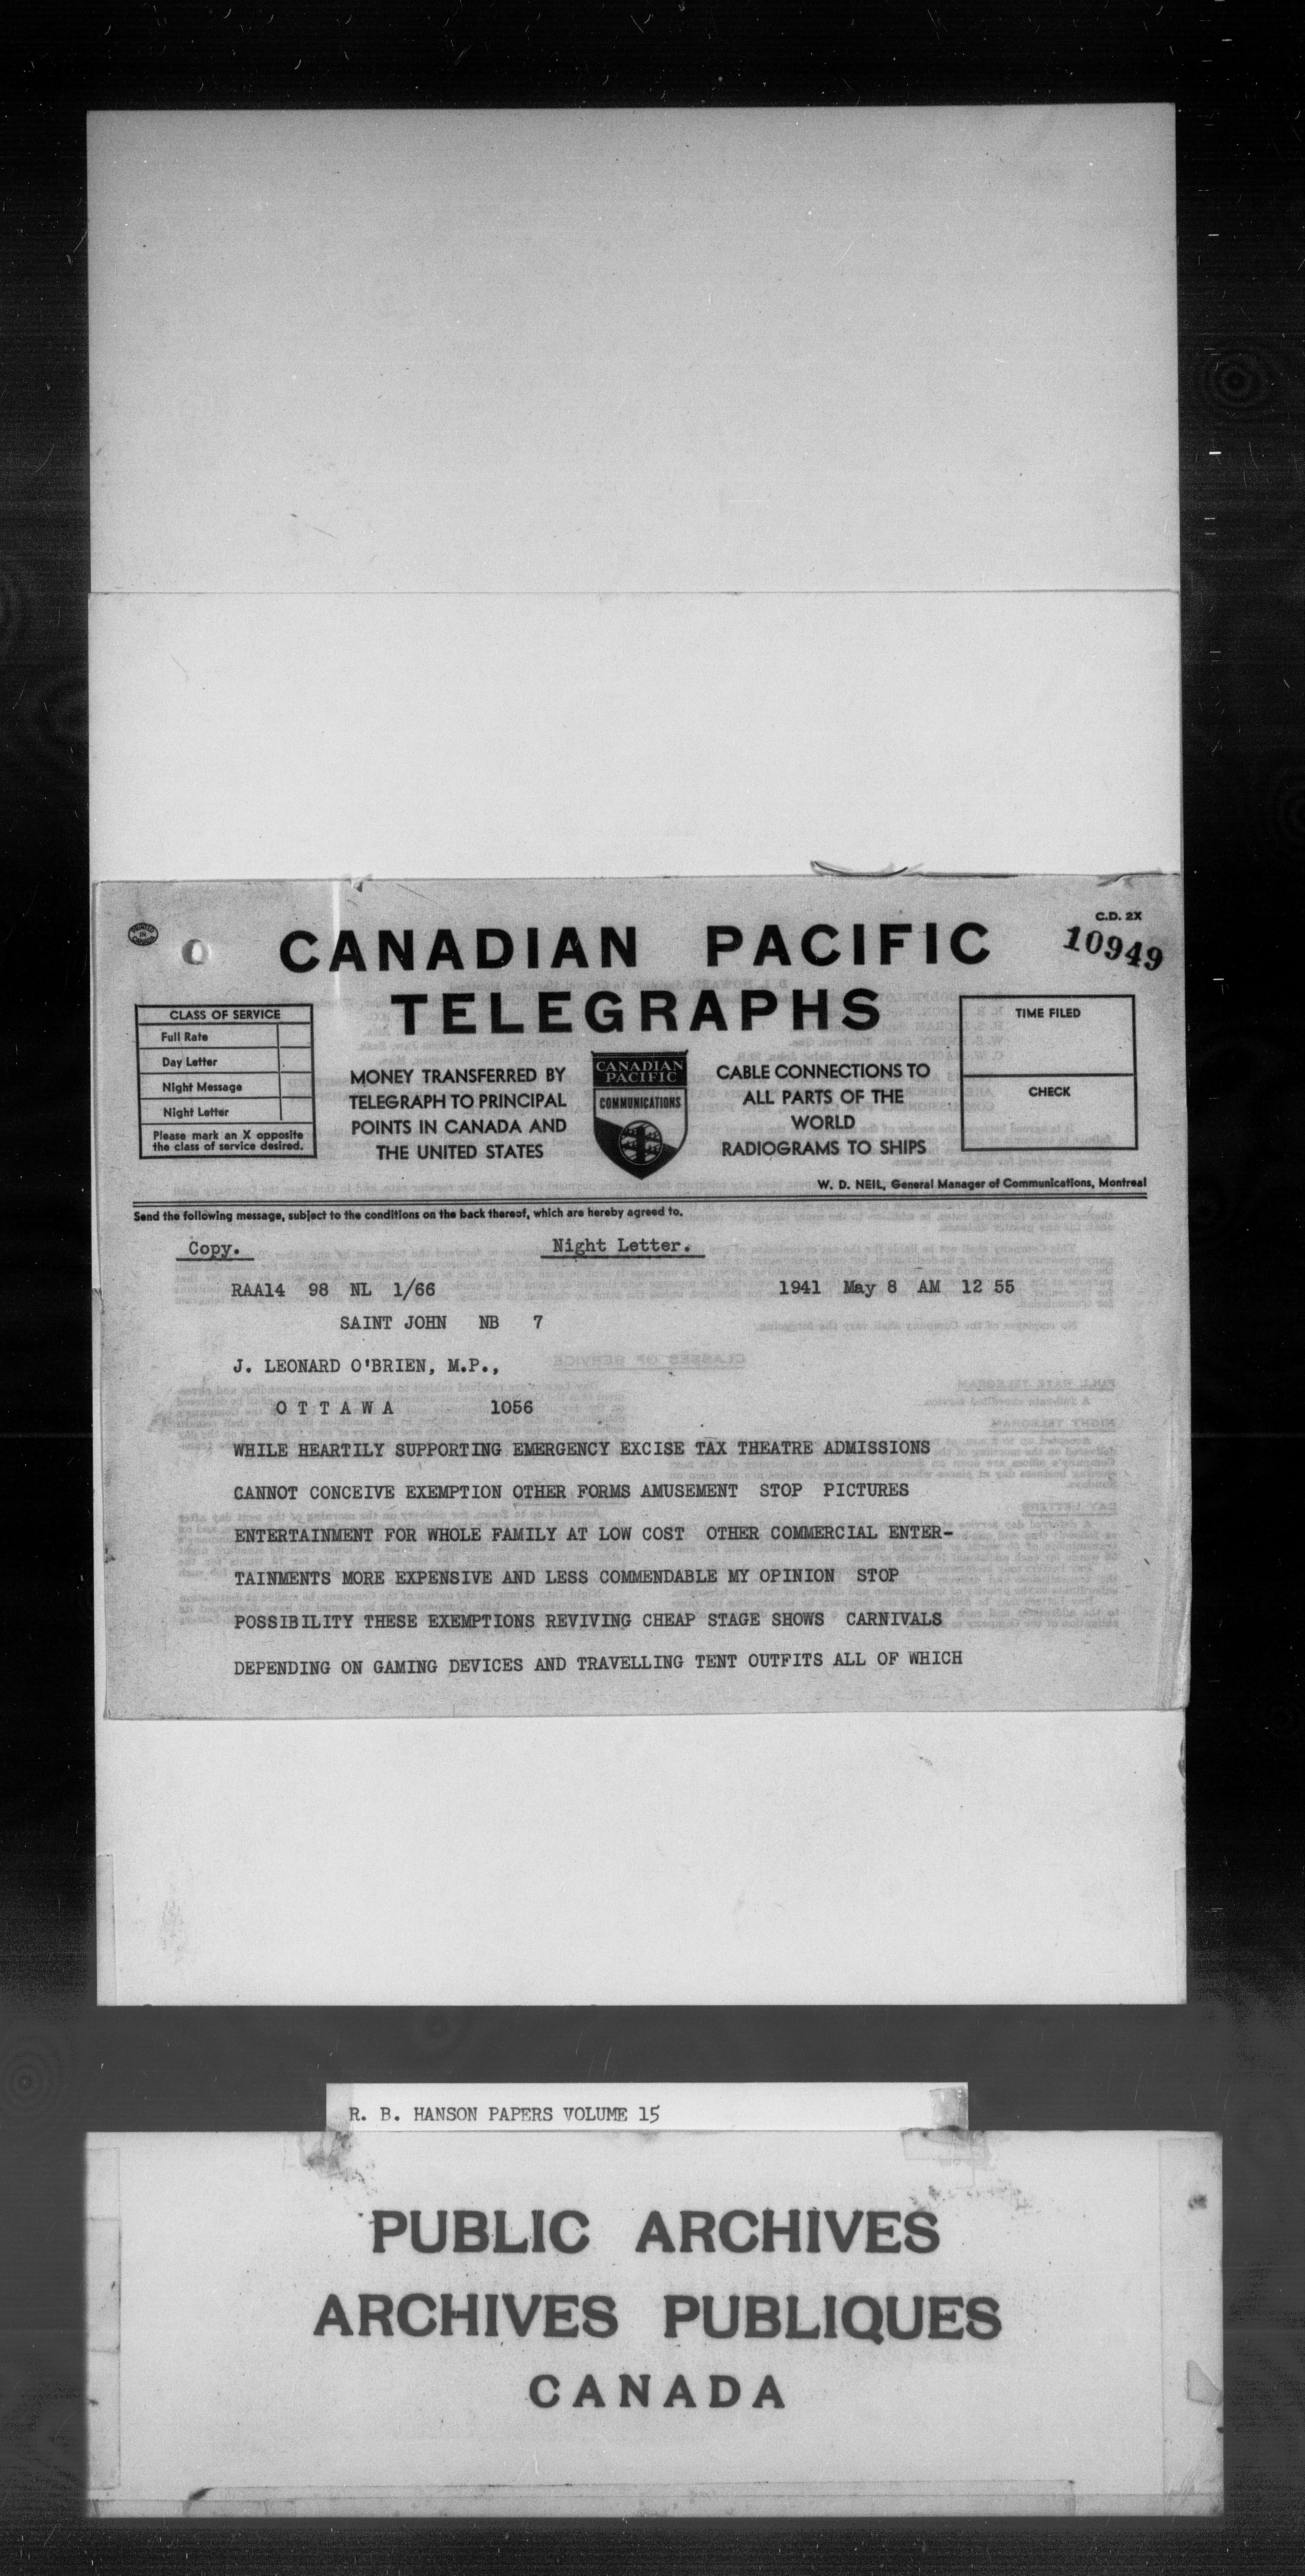 PRINTED IN CANADA
C.D. 2X
10949
CANADIAN PACIFIC
TELEGRAPHS
CLASS OF SERVICE
Full Rate
Day Letter
Night Message
Night Letter
Please mark an X opposite
the class of service desired.
MONEY TRANSFERRED BY
TELEGRAPH TO PRINCIPAL
POINTS IN CANADA AND
THE UNITED STATES
CANADIAN
PACIFIC
COMMUNICATIONS
CABLE CONNECTIONS TO
ALL PARTS OF THE
WORLD
RADIOGRAMS TO SHIPS
TIME FILED
CHECK
W. D. NEIL, General Manager of Communications, Montreal
Send the following message, subject to the conditions on the back thereof, which are hereby agreed to.
Copy. Night Letter.
RAA14 98 NL 1/66 1941 May 8 AM 12 55
SAINT JOHN NB 7
J. LEONARD O'BRIEN, M.P.,
O T T A W A 1056
WHILE HEARTILY SUPPORTING EMERGENCY EXCISE TAX THEATRE ADMISSIONS
CANNOT CONCEIVE EXEMPTION OTHER FORMS AMUSEMENT STOP PICTURES
ENTERTAINMENT FOR WHOLE FAMILY AT LOW COST OTHER COMMERCIAL ENTER-
TAINMENTS MORE EXPENSIVE AND LESS COMMENDABLE MY OPINION STOP
POSSIBILITY THESE EXEMPTIONS REVIVING CHEAP STAGE SHOWS CARNIVALS
DEPENDING ON GAMING DEVICES AND TRAVELLING TENT OUTFITS ALL OF WHICH
R. B. HANSON PAPERS VOLUME 15
PUBLIC ARCHIVES
ARCHIVES PUBLIQUES
CANADA